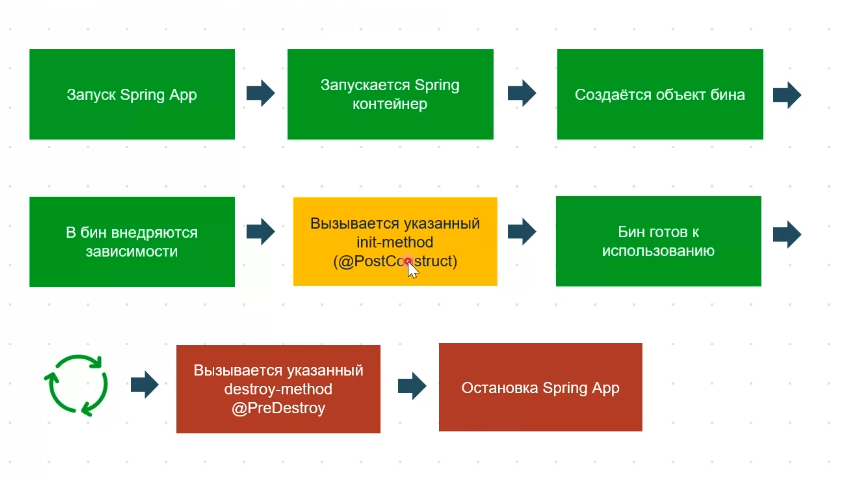 Запуск Spring App
Запускается Spring
контейнер
Создаётся объект бина
В бин внедряются
зависимости
Вызывается указанный
init-method
(@PostConstruct)
Бин готов к
использованию
Вызывается указанный
destroy-method
@PreDestroy
Остановка Spring App